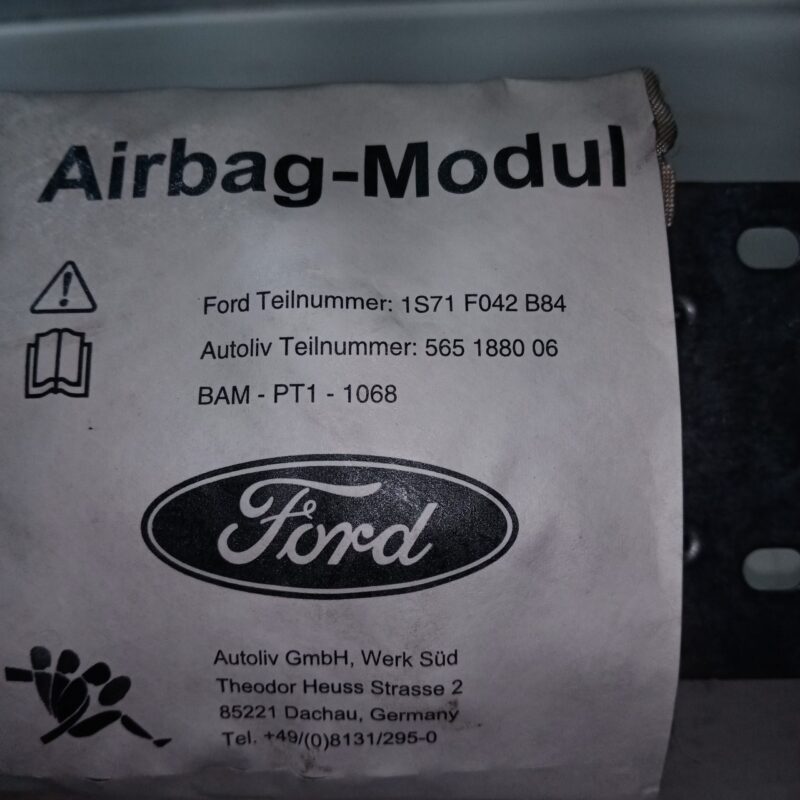 Airbag-Modul
Ford Teilnummer: 1S71 F042 B84
Autoliv Teilnummer: 565 1880 06
BAM - PT1 - 1068
Ford
Autoliv GmbH, Werk Süd
Theodor Heuss Strasse 2
85221 Dachau, Germany
Tel. +49/(0)8131/295-0